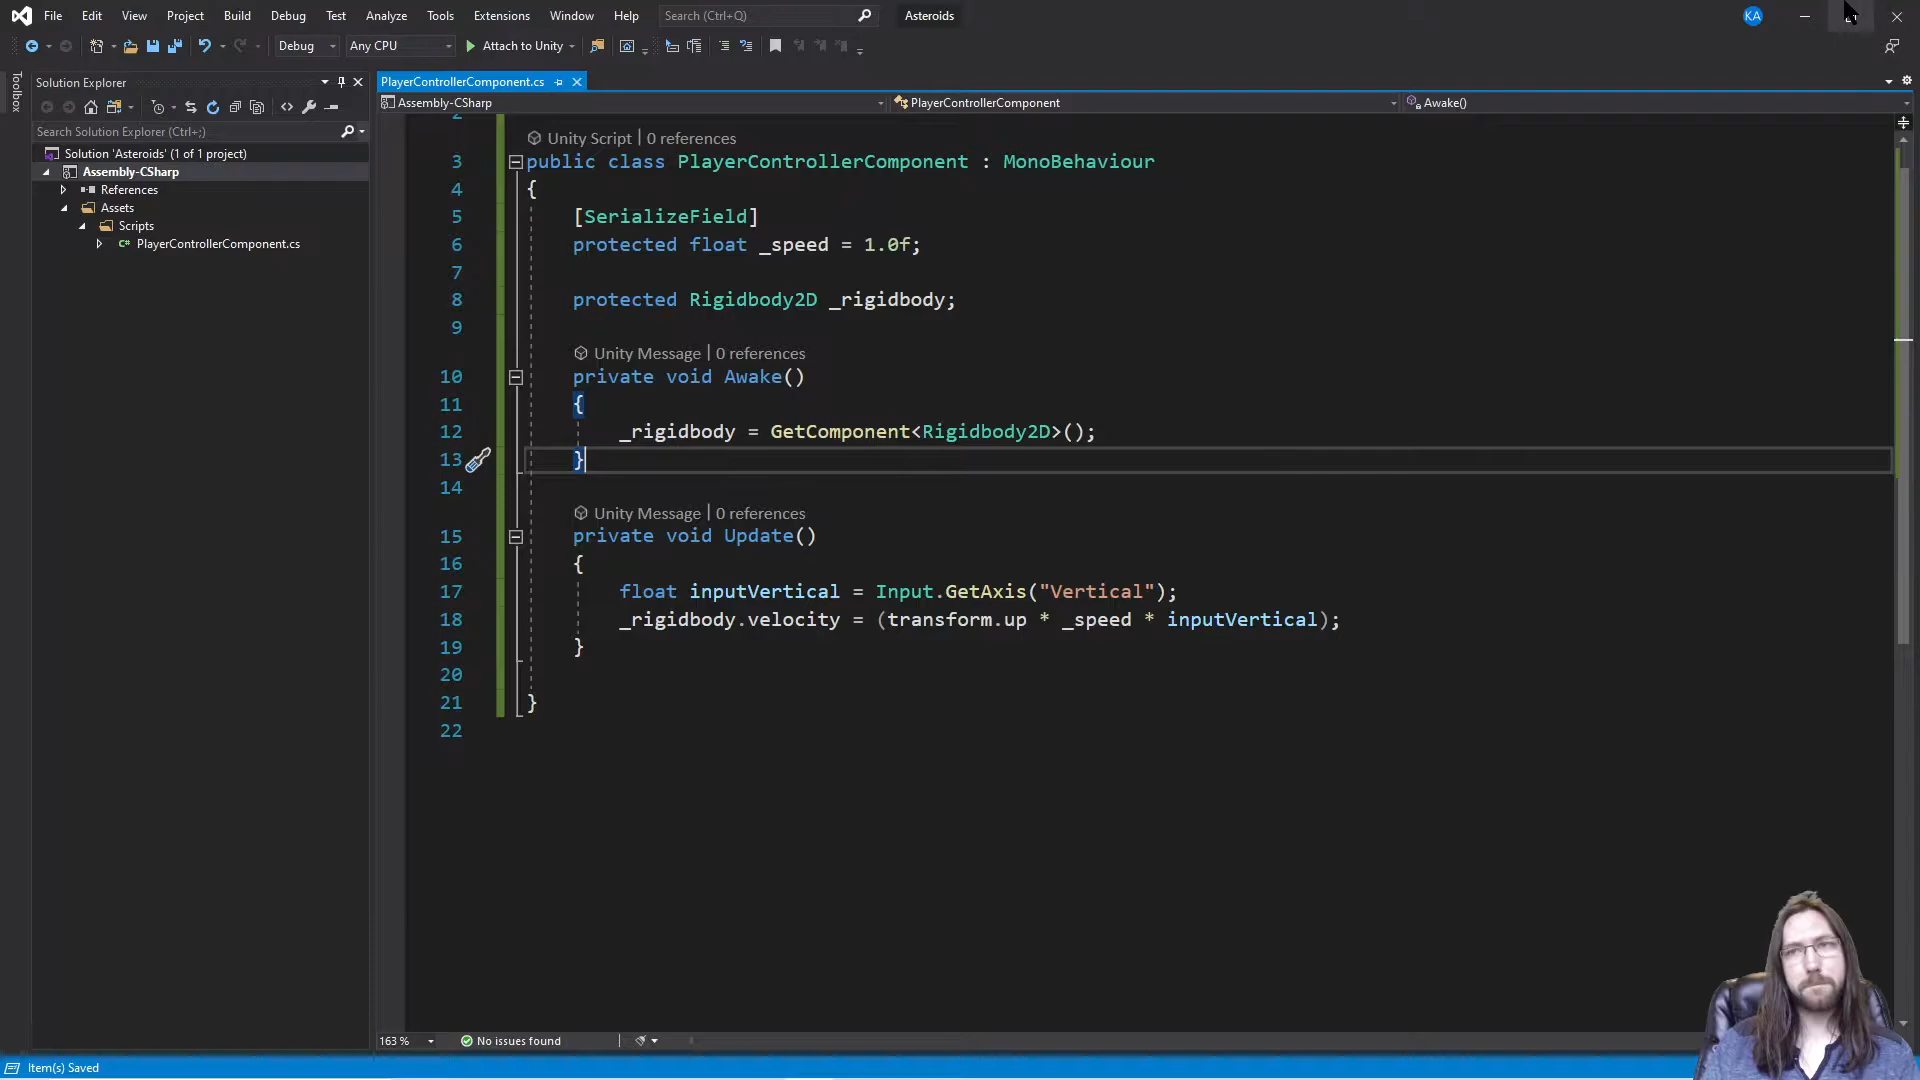 File Edit View Project Build Debug Test Analyze Tools Extensions Window Help Search (Ctrl+Q) Asteroids KA
Debug Any CPU Attach to Unity
Toolbox
Solution Explorer
Search Solution Explorer (Ctrl+;)
Solution 'Asteroids' (1 of 1 project)
Assembly-CSharp
References
Assets
Scripts
C# PlayerControllerComponent.cs
PlayerControllerComponent.cs
Assembly-CSharp PlayerControllerComponent Awake()
2
Unity Script | 0 references
3 public class PlayerControllerComponent : MonoBehaviour
4 {
5 [SerializeField]
6 protected float _speed = 1.0f;
7
8 protected Rigidbody2D _rigidbody;
9
Unity Message | 0 references
10 private void Awake()
11 {
12 _rigidbody = GetComponent<Rigidbody2D>();
13 }
14
Unity Message | 0 references
15 private void Update()
16 {
17 float inputVertical = Input.GetAxis("Vertical");
18 _rigidbody.velocity = (transform.up * _speed * inputVertical);
19 }
20
21 }
22
163 % No issues found
Item(s) Saved